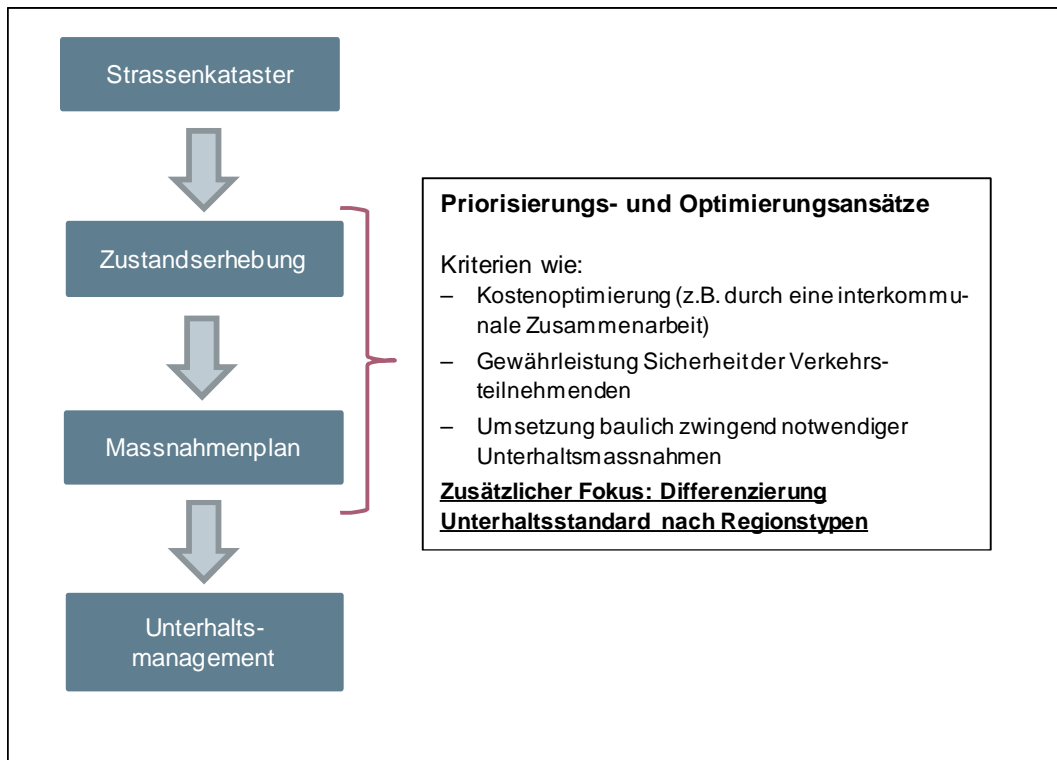 Strassenkataster
Zustandserhebung
Massnahmenplan
Unterhalts-
management
Priorisierungs- und Optimierungsansätze
Kriterien wie:
– Kostenoptimierung (z.B. durch eine interkommu-
nale Zusammenarbeit)
– Gewährleistung Sicherheit der Verkehrs-
teilnehmenden
– Umsetzung baulich zwingend notwendiger
Unterhaltsmassnahmen
Zusätzlicher Fokus: Differenzierung
Unterhaltsstandard nach Regionstypen